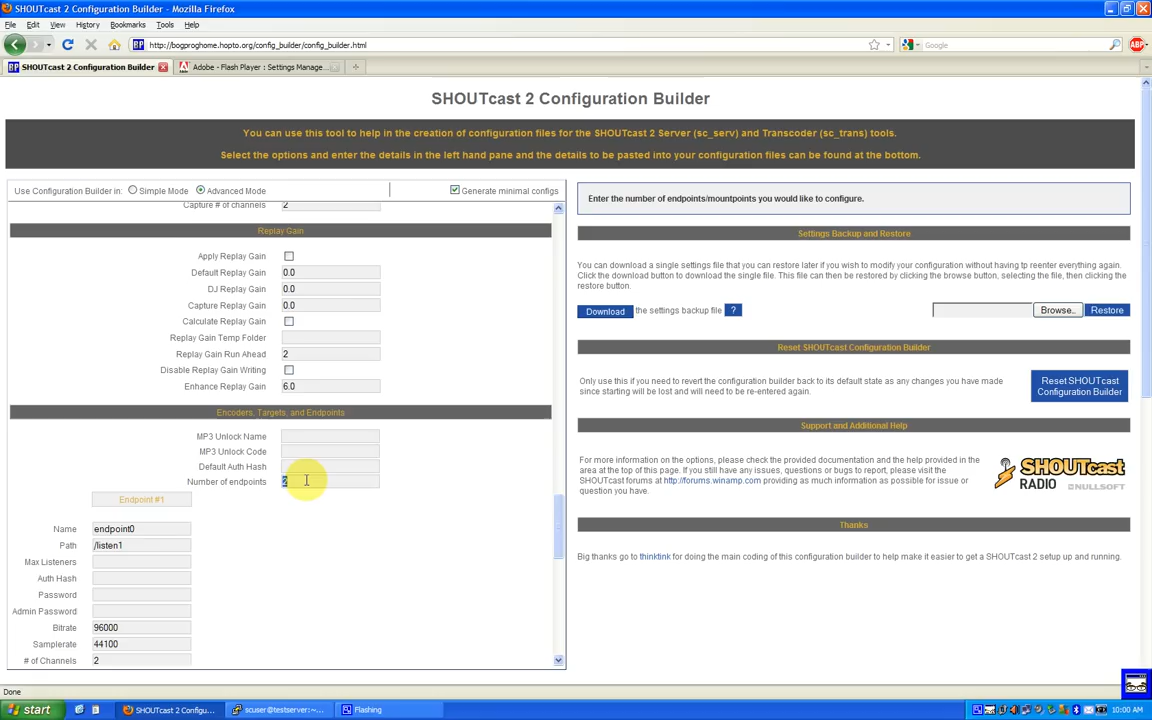 SHOUTcast 2 Configuration Builder - Mozilla Firefox
File Edit View History Bookmarks Tools Help
http://bogproghome.hopto.org/config_builder/config_builder.html
Google
ABP
BP SHOUTcast 2 Configuration Builder
Adobe - Flash Player : Settings Manage...
SHOUTcast 2 Configuration Builder
You can use this tool to help in the creation of configuration files for the SHOUTcast 2 Server (sc_serv) and Transcoder (sc_trans) tools.
Select the options and enter the details in the left hand pane and the details to be pasted into your configuration files can be found at the bottom.
Use Configuration Builder in: Simple Mode Advanced Mode Generate minimal configs
Capture # of channels 2
Replay Gain
Apply Replay Gain
Default Replay Gain 0.0
DJ Replay Gain 0.0
Capture Replay Gain 0.0
Calculate Replay Gain
Replay Gain Temp Folder
Replay Gain Run Ahead 2
Disable Replay Gain Writing
Enhance Replay Gain 6.0
Encoders, Targets, and Endpoints
MP3 Unlock Name
MP3 Unlock Code
Default Auth Hash
Number of endpoints 2
Endpoint #1
Name endpoint0
Path /listen1
Max Listeners
Auth Hash
Password
Admin Password
Bitrate 96000
Samplerate 44100
# of Channels 2
Enter the number of endpoints/mountpoints you would like to configure.
Settings Backup and Restore
You can download a single settings file that you can restore later if you wish to modify your configuration without having tp reenter everything again.
Click the download button to download the single file. This file can then be restored by clicking the browse button, selecting the file, then clicking the
restore button.
Download the settings backup file ? Browse... Restore
Reset SHOUTcast Configuration Builder
Only use this if you need to revert the configuration builder back to its default state as any changes you have made
since starting will be lost and will need to be re-entered again.
Reset SHOUTcast
Configuration Builder
Support and Additional Help
For more information on the options, please check the provided documentation and the help provided in the
area at the top of this page. If you still have any issues, questions or bugs to report, please visit the
SHOUTcast forums at http://forums.winamp.com providing as much information as possible for issue or
question you have.
SHOUTcast
RADIO NULLSOFT
Thanks
Big thanks go to thinktink for doing the main coding of this configuration builder to help make it easier to get a SHOUTcast 2 setup up and running.
Done
start
SHOUTcast 2 Configu...
scuser@testserver:~...
Flashing
10:00 AM